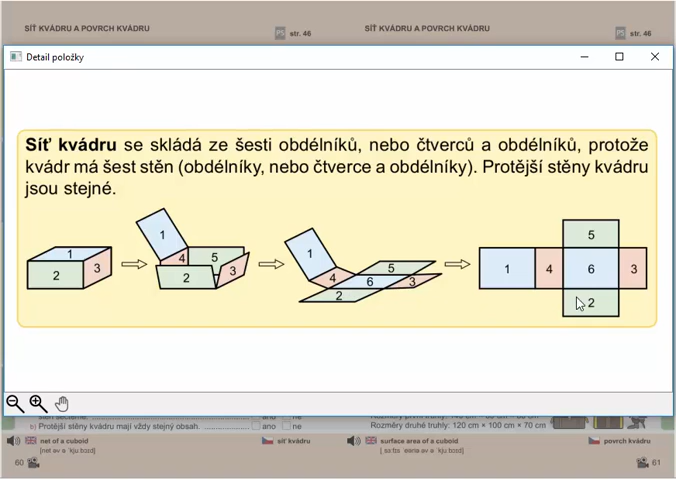 SÍŤ KVÁDRU A POVRCH KVÁDRU
PS str. 46
SÍŤ KVÁDRU A POVRCH KVÁDRU
PS str. 46
Detail položky
Síť kvádru se skládá ze šesti obdélníků, nebo čtverců a obdélníků, protože
kvádr má šest stěn (obdélníky, nebo čtverce a obdélníky). Protější stěny kvádru
jsou stejné.
1
2
3
1
4
5
2
3
1
4
5
6
3
2
5
1
4
6
3
2
ano
ne
b) Protější stěny kvádru mají vždy stejný obsah.
ano
ne
Rozměry druhé truhly: 120 cm × 100 cm × 70 cm
net of a cuboid
síť kvádru
surface area of a cuboid
povrch kvádru
60
61